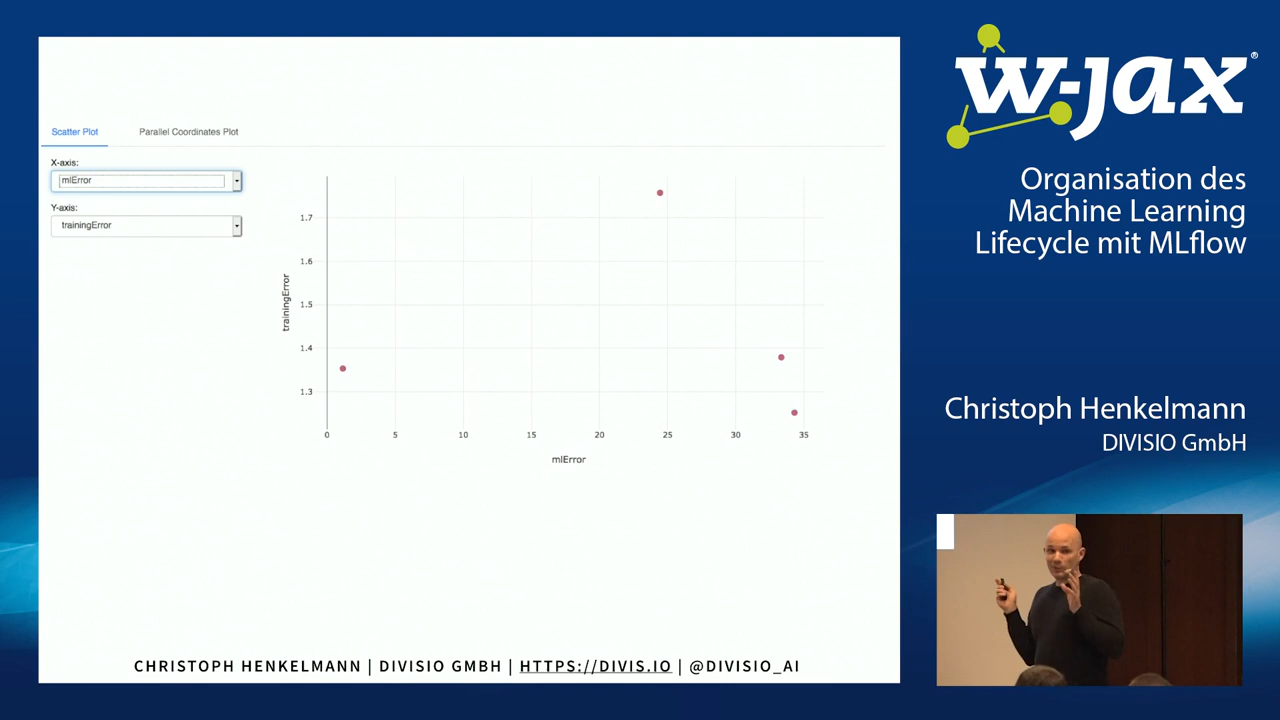 Scatter Plot
Parallel Coordinates Plot
X-axis:
mlError
Y-axis:
trainingError
1.7
1.6
1.5
1.4
1.3
trainingError
0 5 10 15 20 25 30 35
mlError
CHRISTOPH HENKELMANN | DIVISIO GMBH | HTTPS://DIVIS.IO | @DIVISIO_AI
w-jax®
Organisation des
Machine Learning
Lifecycle mit MLflow
Christoph Henkelmann
DIVISIO GmbH